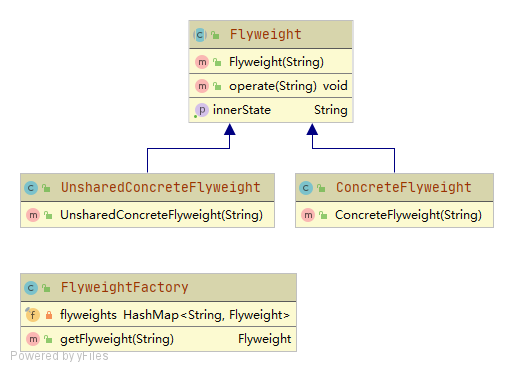 Flyweight
Flyweight(String)
operate(String) void
innerState String
UnsharedConcreteFlyweight
UnsharedConcreteFlyweight(String)
ConcreteFlyweight
ConcreteFlyweight(String)
FlyweightFactory
flyweights HashMap<String, Flyweight>
getFlyweight(String) Flyweight
Powered by yFiles